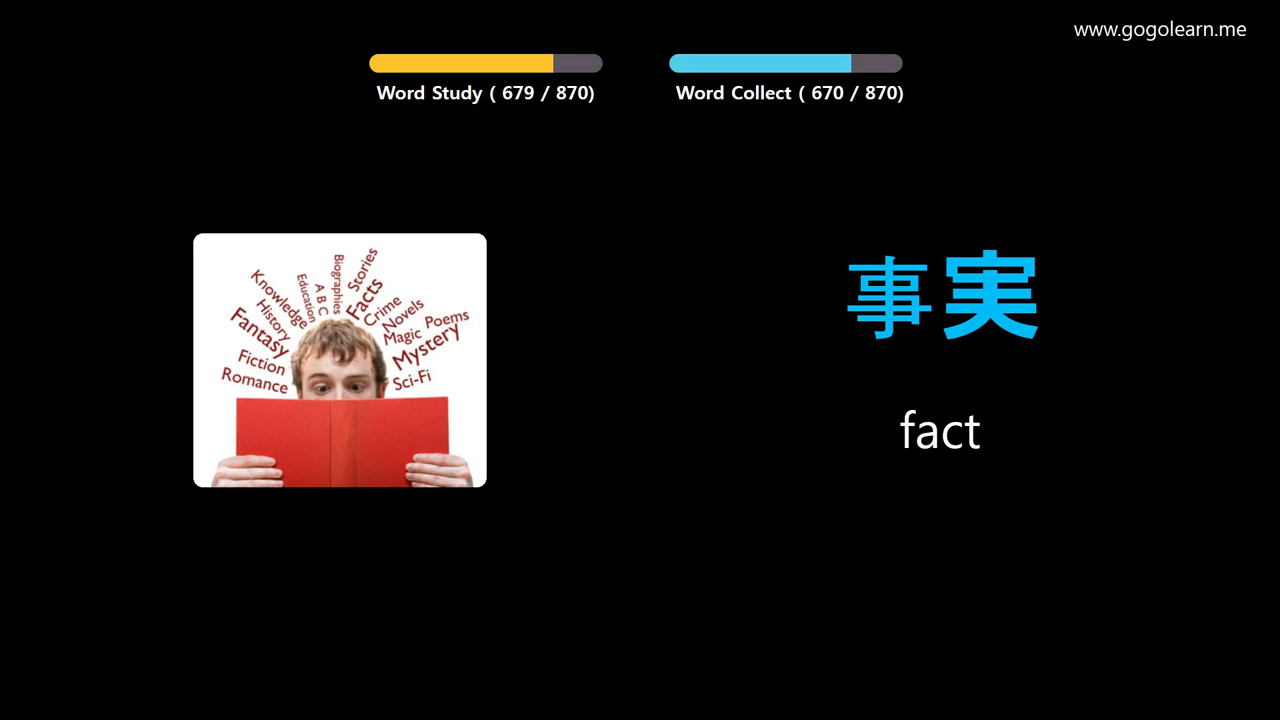 www.gogolearn.me
Word Study ( 679 / 870)
Word Collect ( 670 / 870)
Knowledge
History
Fantasy
Fiction
Romance
Education
A B C
Biographies
Stories
Facts
Crime
Novels
Magic
Poems
Mystery
Sci-Fi
事実
fact